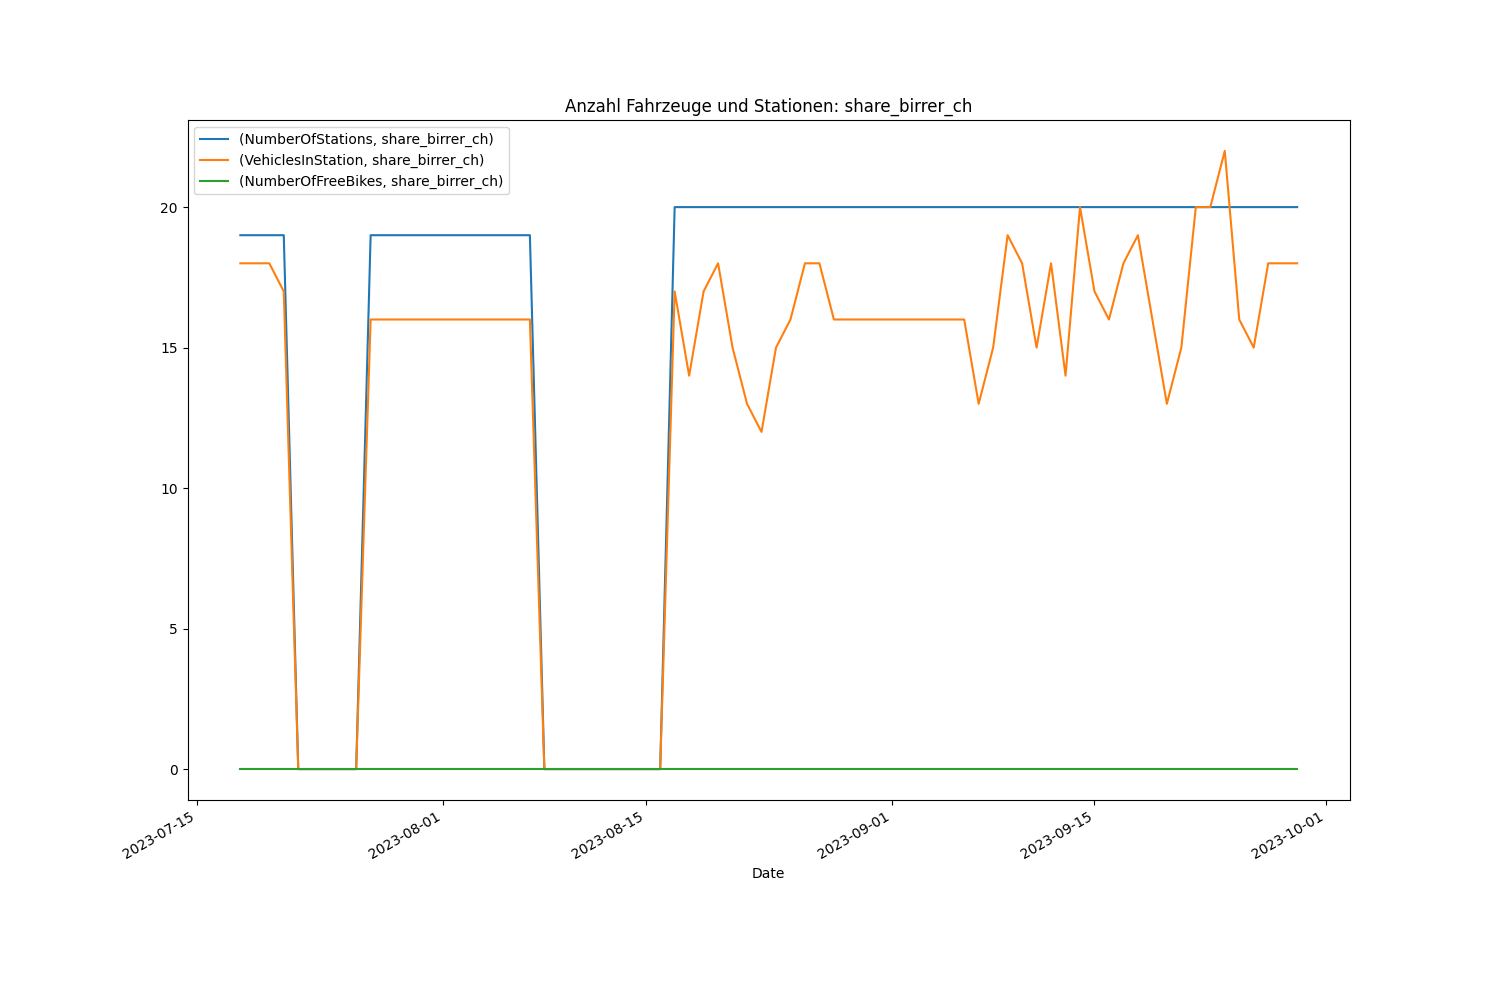 Anzahl Fahrzeuge und Stationen: share_birrer_ch
(NumberOfStations, share_birrer_ch)
(VehiclesInStation, share_birrer_ch)
(NumberOfFreeBikes, share_birrer_ch)
20
15
10
5
0
2023-07-15
2023-08-01
2023-08-15
2023-09-01
2023-09-15
2023-10-01
Date